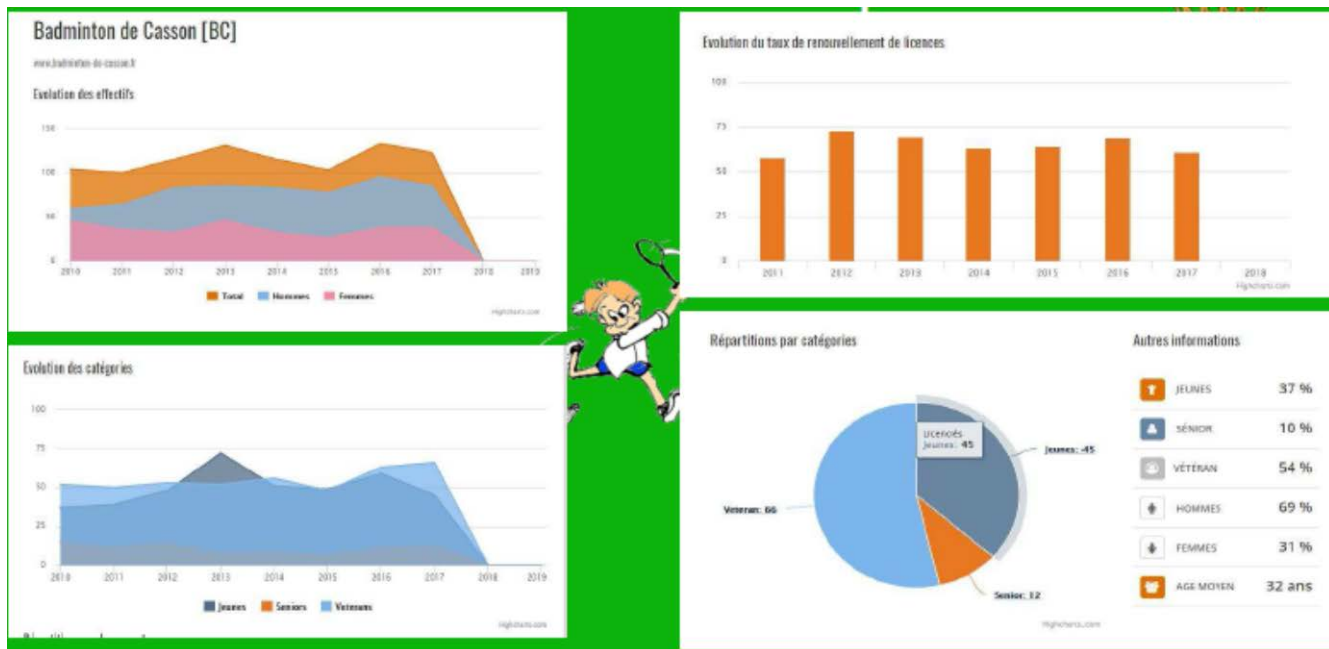 Badminton de Casson [BC]
www.badminton-de-casson.fr
Evolution des effectifs
150
100
50
0
2010 2011 2012 2013 2014 2015 2016 2017 2018 2019
Total Hommes Femmes
Highcharts.com
Evolution du taux de renouvellement de licences
100
75
50
25
0
2011 2012 2013 2014 2015 2016 2017 2018
Highcharts.com
Evolution des catégories
100
75
50
25
0
2010 2011 2012 2013 2014 2015 2016 2017 2018 2019
Jeunes Seniors Veterans
Highcharts.com
Répartitions par catégories
Licenciés
Jeunes: 45
Jeunes: 45
Veteran: 66
Senior: 12
Highcharts.com
Autres informations
JEUNES 37 %
SÉNIOR 10 %
VÉTÉRAN 54 %
HOMMES 69 %
FEMMES 31 %
AGE MOYEN 32 ans